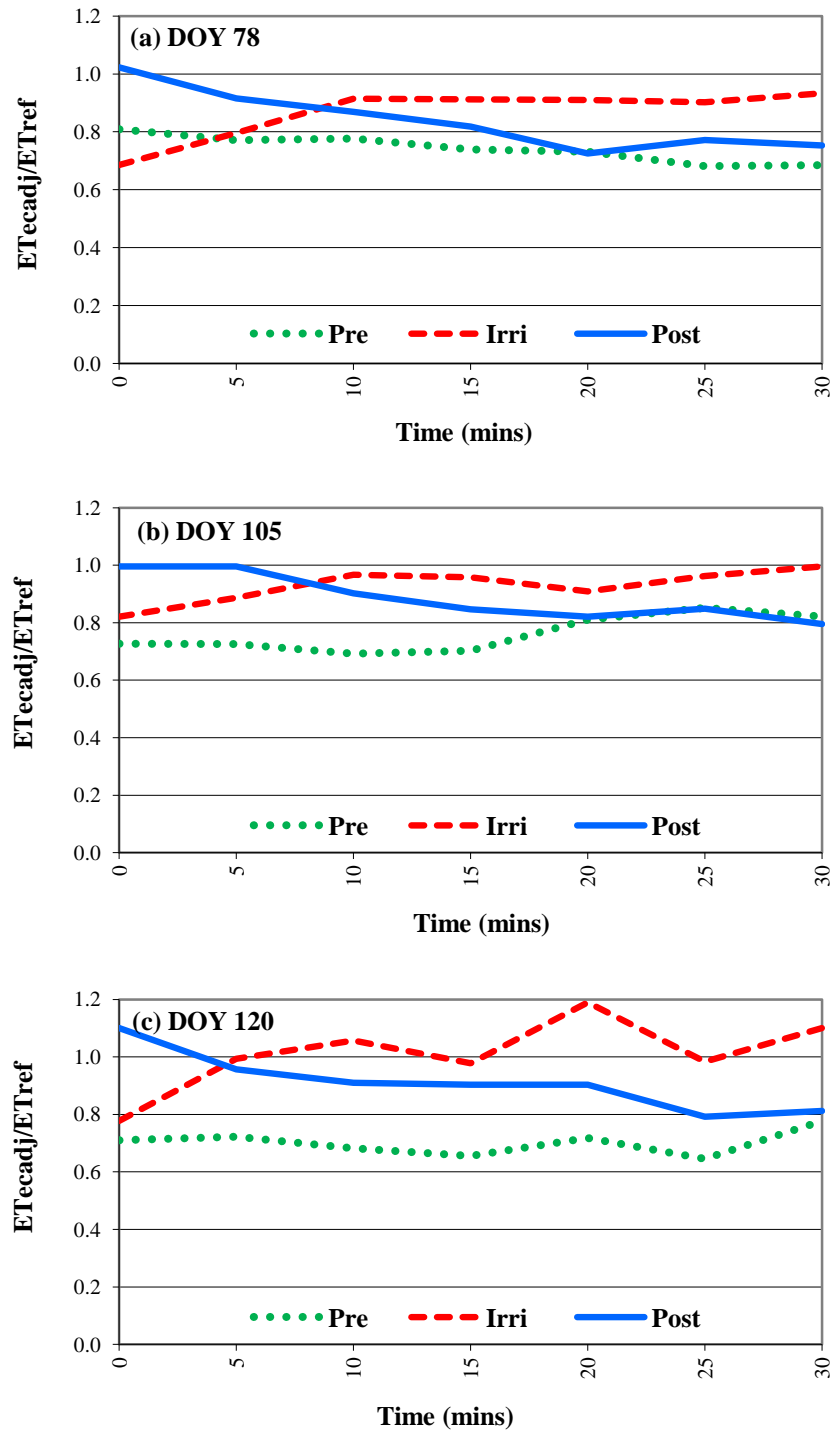 (a) DOY 78
1.2
1.0
0.8
0.6
0.4
0.2
0.0
ETecadj/ETref
Pre Irri Post
0 5 10 15 20 25 30
Time (mins)
(b) DOY 105
1.2
1.0
0.8
0.6
0.4
0.2
0.0
ETecadj/ETref
Pre Irri Post
0 5 10 15 20 25 30
Time (mins)
(c) DOY 120
1.2
1.0
0.8
0.6
0.4
0.2
0.0
ETecadj/ETref
Pre Irri Post
0 5 10 15 20 25 30
Time (mins)